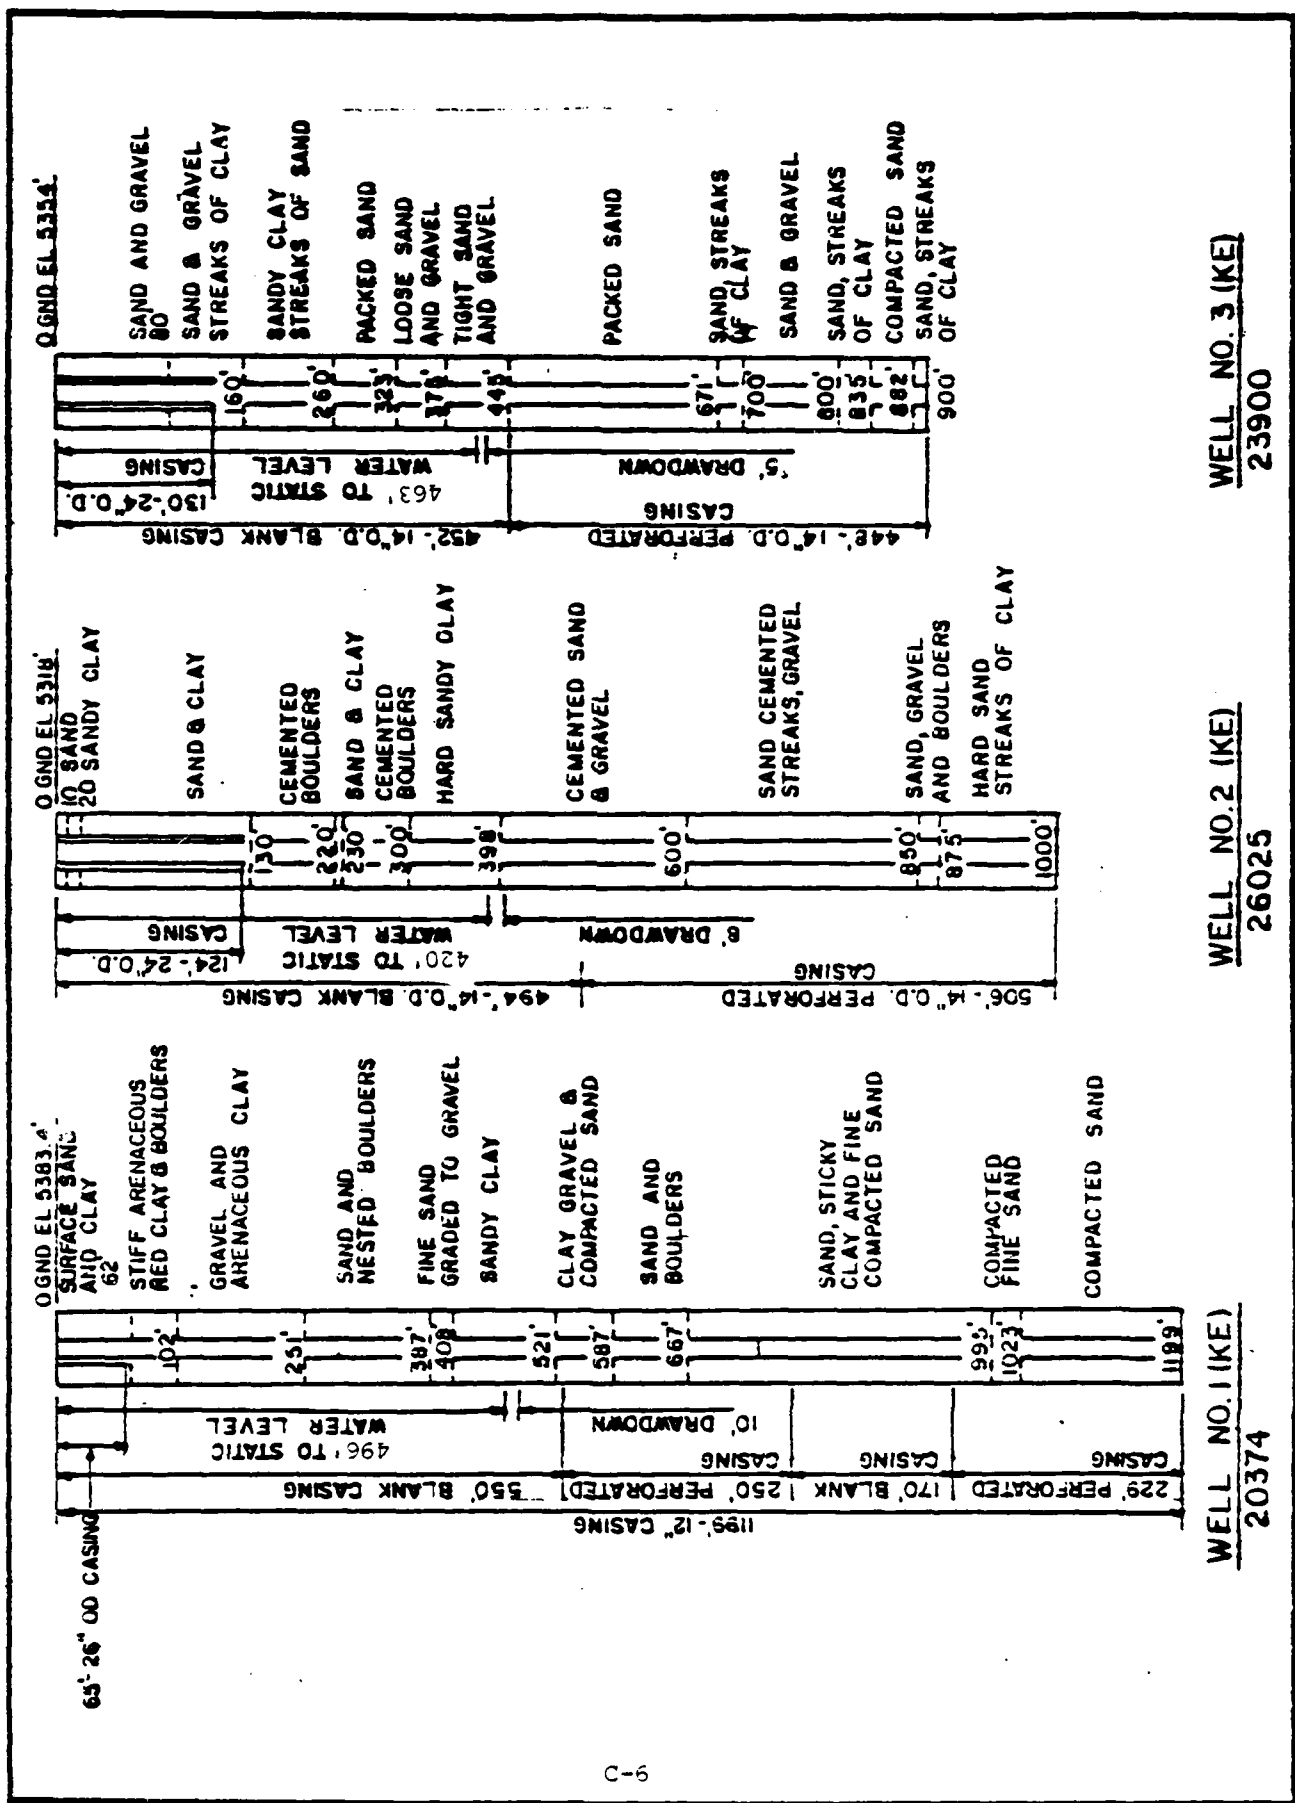 65'-26" OD CASING
1199'-12" CASING
550' BLANK CASING
250' PERFORATED
CASING
170' BLANK
CASING
229' PERFORATED
CASING
496' TO STATIC
WATER LEVEL
10' DRAWDOWN
0 GND EL 5383.4'
SURFACE SAND
AND CLAY
62'
STIFF ARENACEOUS
RED CLAY & BOULDERS
102'
GRAVEL AND
ARENACEOUS CLAY
251'
SAND AND
NESTED BOULDERS
387'
FINE SAND
GRADED TO GRAVEL
408'
SANDY CLAY
521'
CLAY GRAVEL &
COMPACTED SAND
587'
SAND AND
BOULDERS
667'
SAND, STICKY
CLAY AND FINE
COMPACTED SAND
995'
COMPACTED
FINE SAND
1023'
COMPACTED SAND
1199'
WELL NO. 1 (KE)
20374
494'-14" O.D. BLANK CASING
506'-14" O.D. PERFORATED
CASING
124'-24" O.D.
CASING
420' TO STATIC
WATER LEVEL
8' DRAWDOWN
0 GND EL 5318'
10 SAND
20 SANDY CLAY
SAND & CLAY
130'
CEMENTED
BOULDERS
220'
230'
SAND & CLAY
CEMENTED
BOULDERS
300'
HARD SANDY CLAY
398'
CEMENTED SAND
& GRAVEL
600'
SAND CEMENTED
STREAKS, GRAVEL
850'
SAND, GRAVEL
AND BOULDERS
875'
HARD SAND
STREAKS OF CLAY
1000'
WELL NO. 2 (KE)
26025
452'-14" O.D. BLANK CASING
448'-14" O.D. PERFORATED
CASING
130'-24" O.D.
CASING
463' TO STATIC
WATER LEVEL
5' DRAWDOWN
0 GND EL 5354'
SAND AND GRAVEL
80'
SAND & GRAVEL
STREAKS OF CLAY
160'
SANDY CLAY
STREAKS OF SAND
260'
PACKED SAND
325'
LOOSE SAND
AND GRAVEL
375'
TIGHT SAND
AND GRAVEL
445'
PACKED SAND
671'
SAND, STREAKS
OF CLAY
700'
SAND & GRAVEL
800'
SAND, STREAKS
OF CLAY
835'
COMPACTED SAND
882'
SAND, STREAKS
OF CLAY
900'
WELL NO. 3 (KE)
23900
C-6